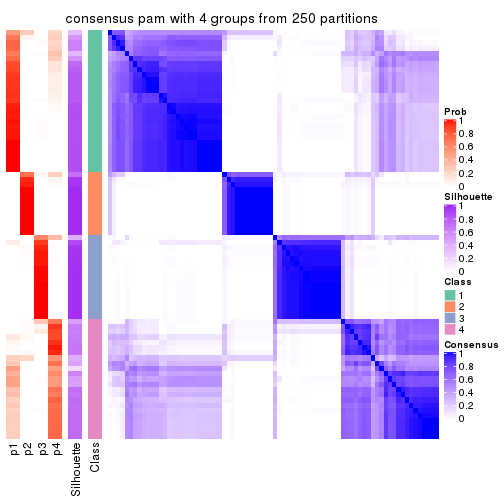 consensus pam with 4 groups from 250 partitions
Prob
1
0.8
0.6
0.4
0.2
0
Silhouette
1
0.8
0.6
0.4
0.2
0
Class
1
2
3
4
Consensus
1
0.8
0.6
0.4
0.2
0
p1
p2
p3
p4
Silhouette
Class